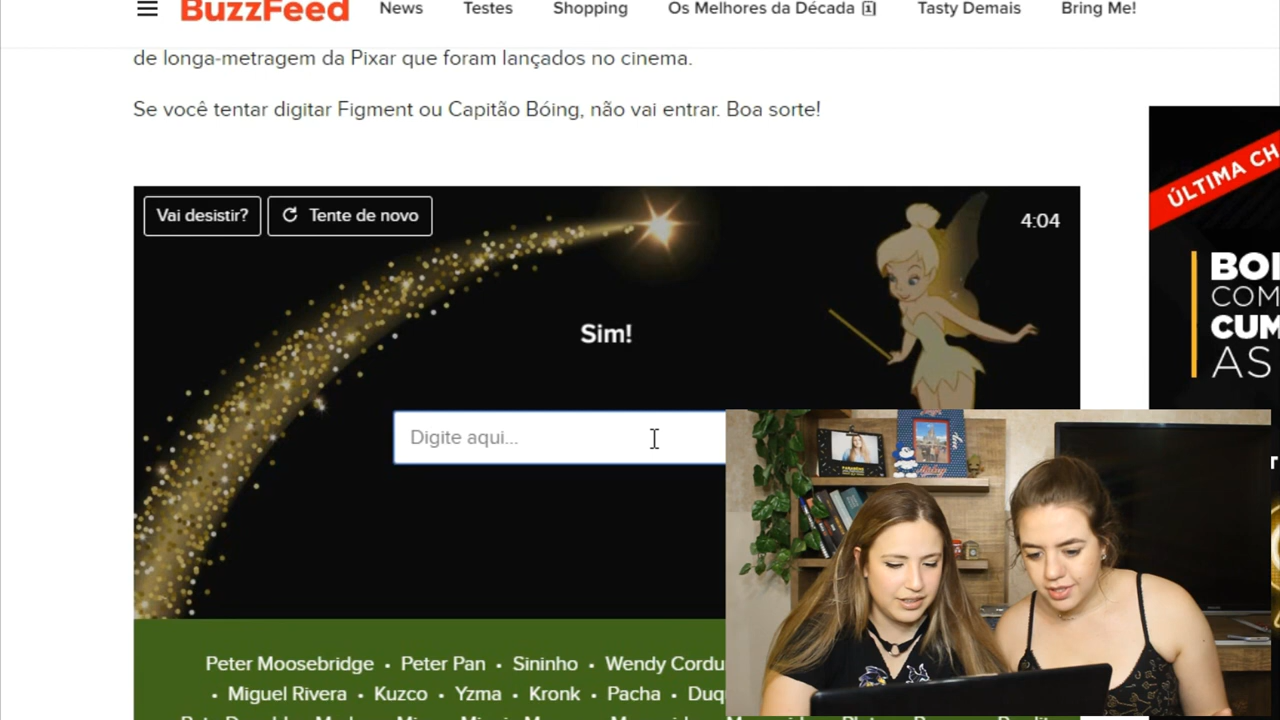 BuzzFeed News Testes Shopping Os Melhores da Década Tasty Demais Bring Me!
de longa-metragem da Pixar que foram lançados no cinema.
Se você tentar digitar Figment ou Capitão Bóing, não vai entrar. Boa sorte!
ÚLTIMA CH
Vai desistir? Tente de novo 4:04
BOI
COM
CUM
AS
Sim!
Digite aqui...
Peter Moosebridge • Peter Pan • Sininho • Wendy Cordu
• Miguel Rivera • Kuzco • Yzma • Kronk • Pacha • Duq